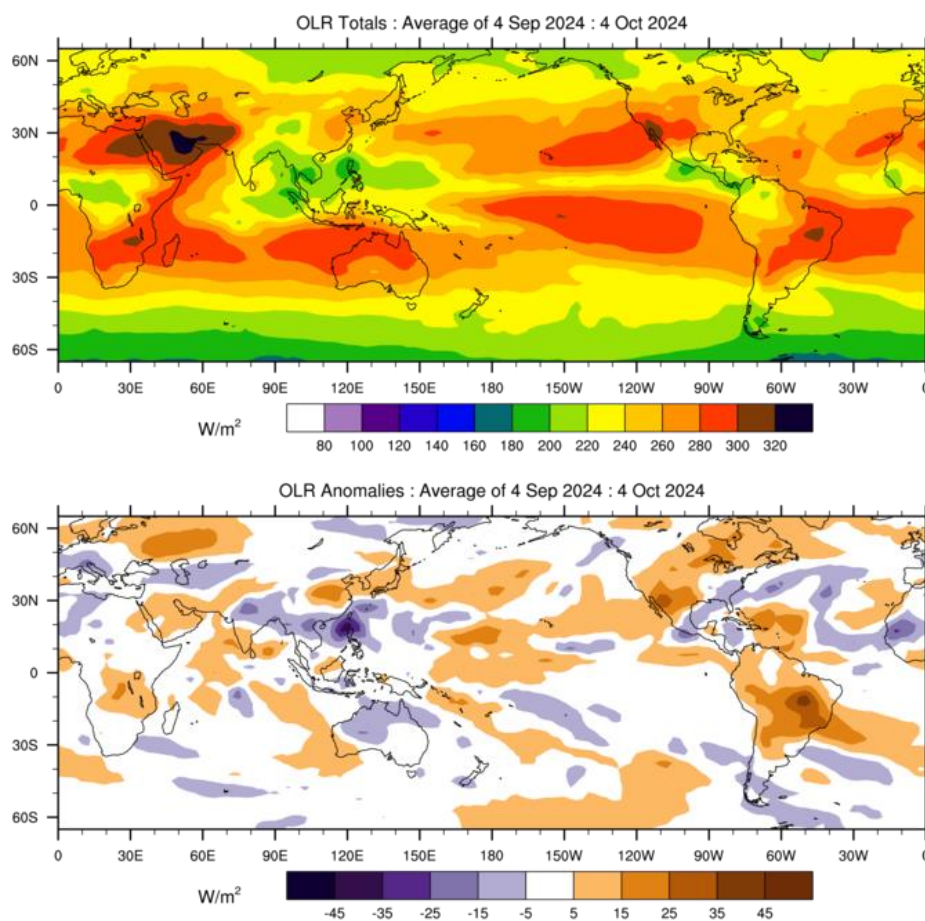 OLR Totals : Average of 4 Sep 2024 : 4 Oct 2024
60N
30N
0
30S
60S
0 30E 60E 90E 120E 150E 180 150W 120W 90W 60W 30W 0
W/m²
80 100 120 140 160 180 200 220 240 260 280 300 320
OLR Anomalies : Average of 4 Sep 2024 : 4 Oct 2024
60N
30N
0
30S
60S
0 30E 60E 90E 120E 150E 180 150W 120W 90W 60W 30W 0
W/m²
-45 -35 -25 -15 -5 5 15 25 35 45